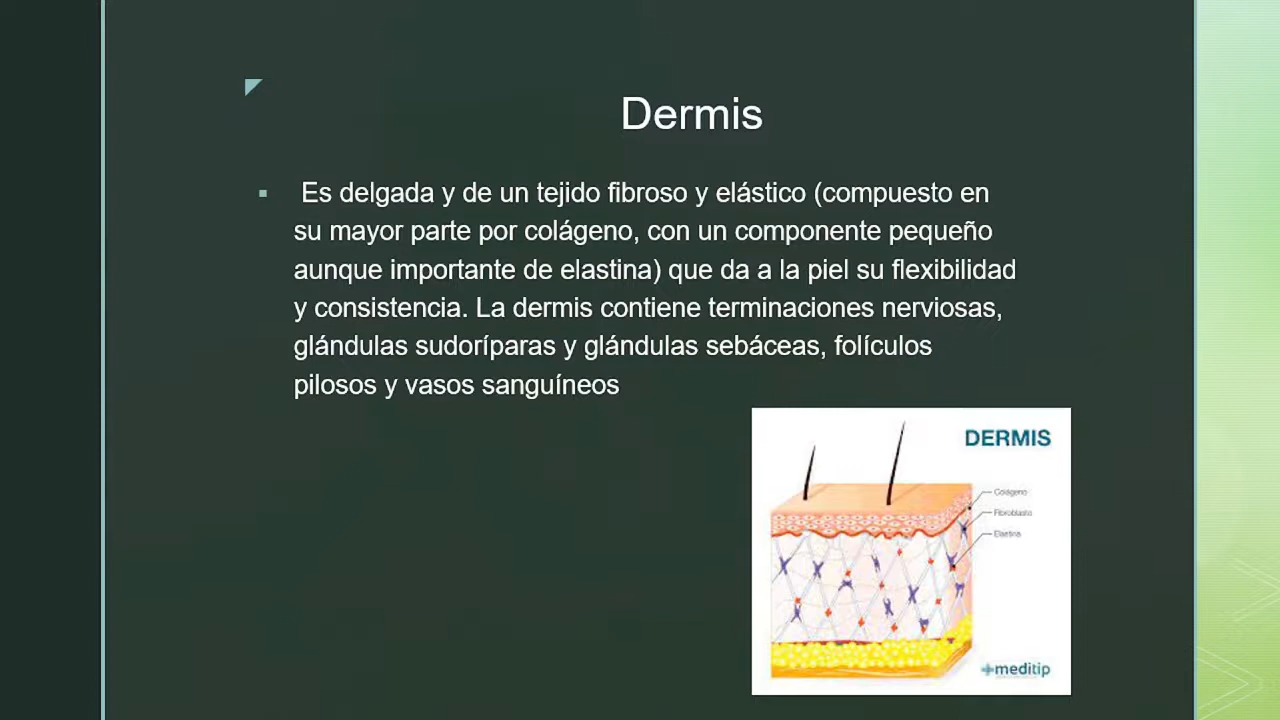 Dermis
Es delgada y de un tejido fibroso y elástico (compuesto en
su mayor parte por colágeno, con un componente pequeño
aunque importante de elastina) que da a la piel su flexibilidad
y consistencia. La dermis contiene terminaciones nerviosas,
glándulas sudoríparas y glándulas sebáceas, folículos
pilosos y vasos sanguíneos
DERMIS
Colágeno
Fibroblasto
Elastina
meditip